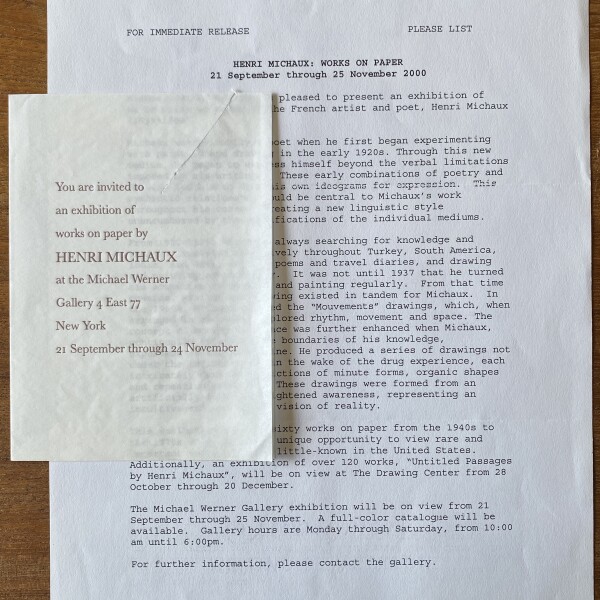 FOR IMMEDIATE RELEASE
PLEASE LIST
HENRI MICHAUX: WORKS ON PAPER
21 September through 25 November 2000
pleased to present an exhibition of
the French artist and poet, Henri Michaux
when he first began experimenting
in the early 1920s. Through this new
himself beyond the verbal limitations
These early combinations of poetry and
own ideograms for expression. This
be central to Michaux's work
creating a new linguistic style
of the individual mediums.
always searching for knowledge and
throughout Turkey, South America,
poems and travel diaries, and drawing
It was not until 1937 that he turned
and painting regularly. From that time
existed in tandem for Michaux. In
the "Mouvements" drawings, which, when
rhythm, movement and space. The
was further enhanced when Michaux,
boundaries of his knowledge,
He produced a series of drawings not
in the wake of the drug experience, each
of minute forms, organic shapes
These drawings were formed from an
awareness, representing an
vision of reality.
sixty works on paper from the 1940s to
unique opportunity to view rare and
little-known in the United States.
Additionally, an exhibition of over 120 works, "Untitled Passages
by Henri Michaux", will be on view at The Drawing Center from 28
October through 20 December.
The Michael Werner Gallery exhibition will be on view from 21
September through 25 November. A full-color catalogue will be
available. Gallery hours are Monday through Saturday, from 10:00
am until 6:00pm.
For further information, please contact the gallery.
You are invited to
an exhibition of
works on paper by
HENRI MICHAUX
at the Michael Werner
Gallery 4 East 77
New York
21 September through 24 November